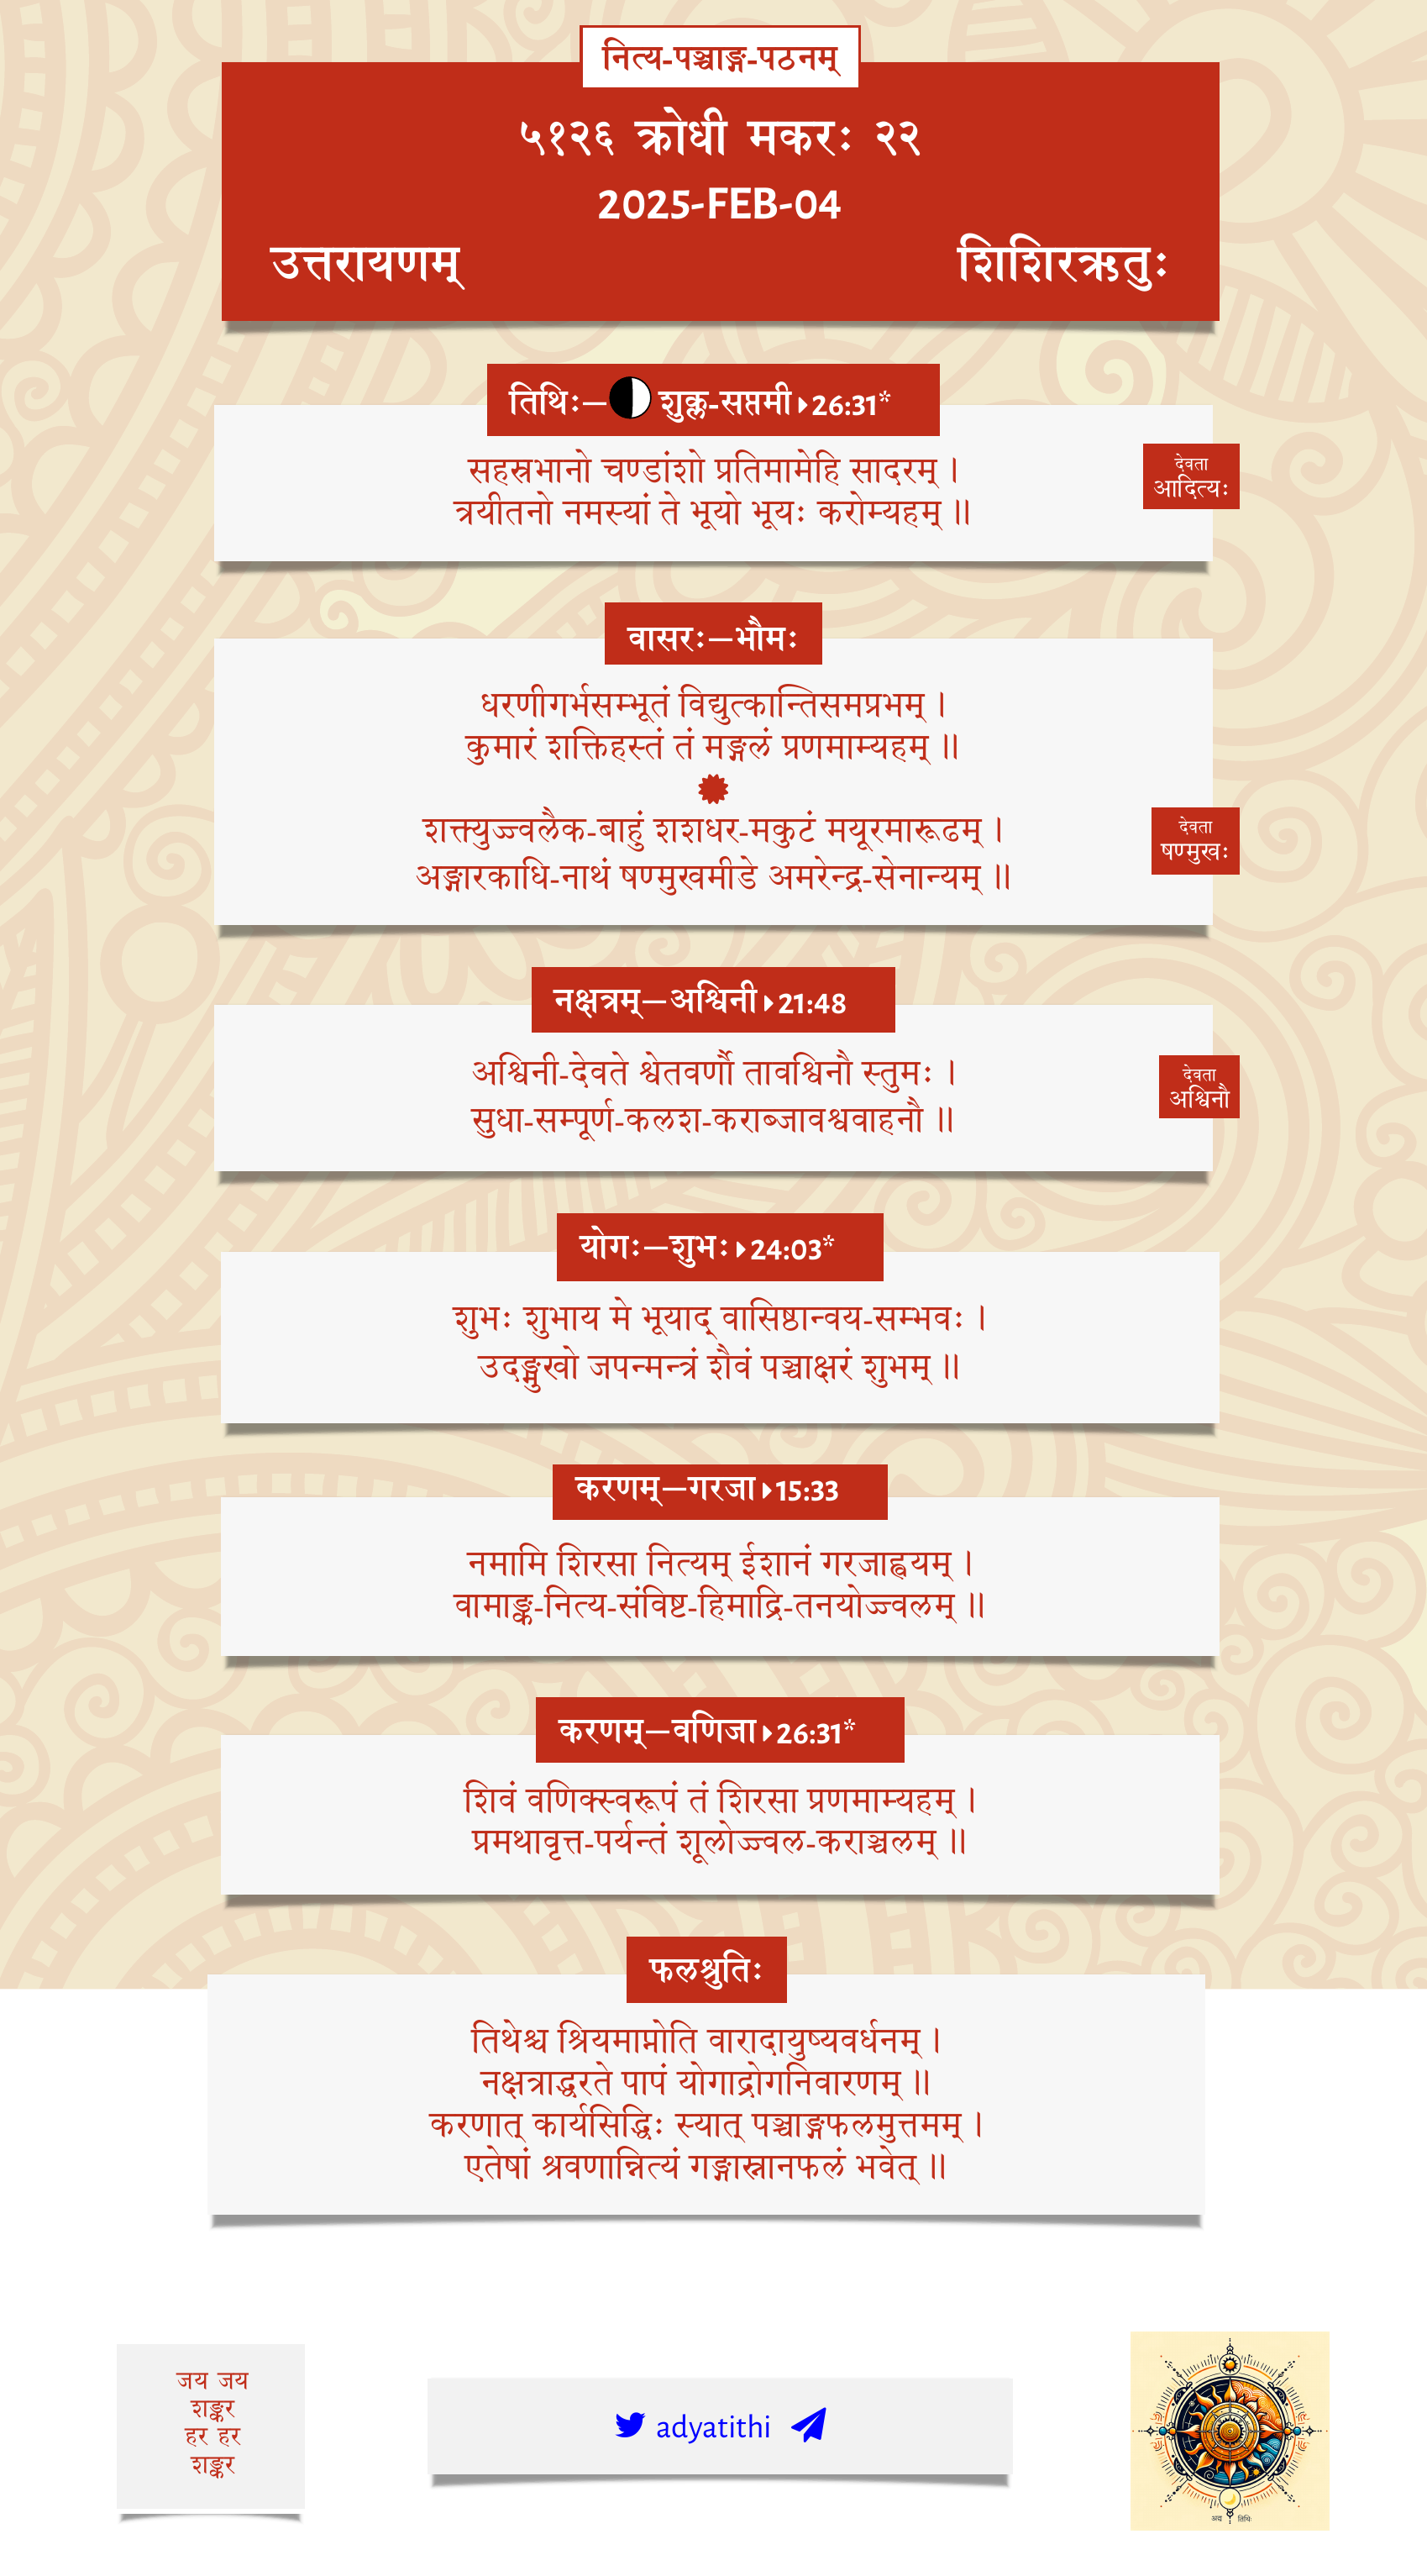 नित्य-पञ्चाङ्ग-पठनम्
५१२६ क्रोधी मकरः २२
2025-FEB-04
उत्तरायणम् शिशिरऋतुः
तिथिः— शुक्ल-सप्तमी 26:31*
सहस्रभानो चण्डांशो प्रतिमामेहि सादरम् ।
त्रयीतनो नमस्यां ते भूयो भूयः करोम्यहम् ॥
देवता
आदित्यः
वासरः—भौमः
धरणीगर्भसम्भूतं विद्युत्कान्तिसमप्रभम् ।
कुमारं शक्तिहस्तं तं मङ्गलं प्रणमाम्यहम् ॥
शक्त्युज्ज्वलैक-बाहुं शशधर-मकुटं मयूरमारूढम् ।
अङ्गारकाधि-नाथं षण्मुखमीडे अमरेन्द्र-सेनान्यम् ॥
देवता
षण्मुखः
नक्षत्रम्—अश्विनी 21:48
अश्विनी-देवते श्वेतवर्णौ तावश्विनौ स्तुमः ।
सुधा-सम्पूर्ण-कलश-कराब्जावश्ववाहनौ ॥
देवता
अश्विनौ
योगः—शुभः 24:03*
शुभः शुभाय मे भूयाद् वासिष्ठान्वय-सम्भवः ।
उदङ्मुखो जपन्मन्त्रं शैवं पञ्चाक्षरं शुभम् ॥
करणम्—गरजा 15:33
नमामि शिरसा नित्यम् ईशानं गरजाह्वयम् ।
वामाङ्क-नित्य-संविष्ट-हिमाद्रि-तनयोज्ज्वलम् ॥
करणम्—वणिजा 26:31*
शिवं वणिक्स्वरूपं तं शिरसा प्रणमाम्यहम् ।
प्रमथावृत्त-पर्यन्तं शूलोज्ज्वल-कराञ्चलम् ॥
फलश्रुतिः
तिथेश्च श्रियमाप्नोति वारादायुष्यवर्धनम् ।
नक्षत्राद्धरते पापं योगाद्रोगनिवारणम् ॥
करणात् कार्यसिद्धिः स्यात् पञ्चाङ्गफलमुत्तमम् ।
एतेषां श्रवणान्नित्यं गङ्गास्नानफलं भवेत् ॥
जय जय
शङ्कर
हर हर
शङ्कर
adyatithi
अद्य तिथिः